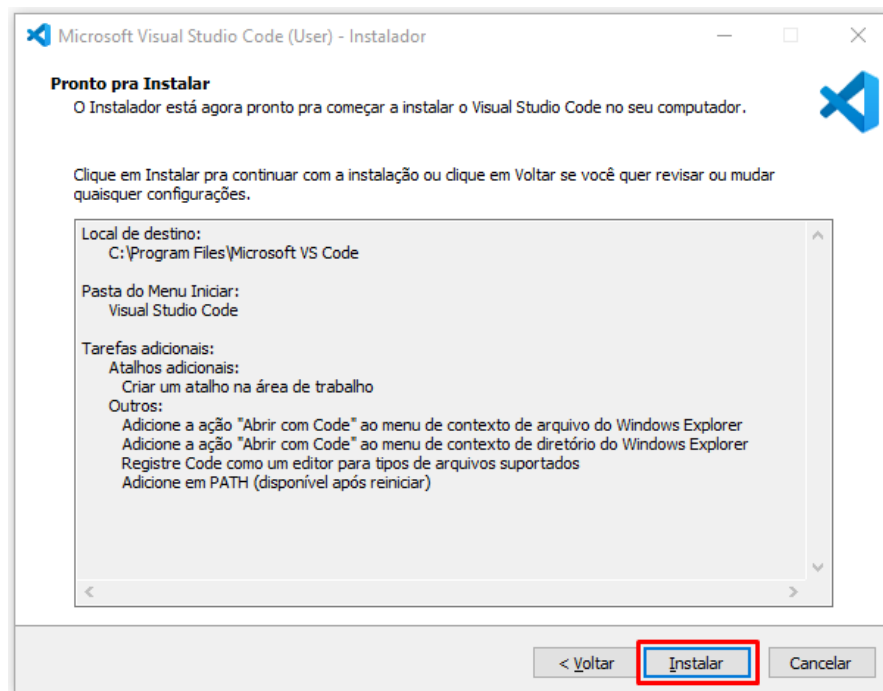 Microsoft Visual Studio Code (User) - Instalador
Pronto pra Instalar
O Instalador está agora pronto pra começar a instalar o Visual Studio Code no seu computador.
Clique em Instalar pra continuar com a instalação ou clique em Voltar se você quer revisar ou mudar
quaisquer configurações.
Local de destino:
C:\Program Files\Microsoft VS Code
Pasta do Menu Iniciar:
Visual Studio Code
Tarefas adicionais:
Atalhos adicionais:
Criar um atalho na área de trabalho
Outros:
Adicione a ação "Abrir com Code" ao menu de contexto de arquivo do Windows Explorer
Adicione a ação "Abrir com Code" ao menu de contexto de diretório do Windows Explorer
Registre Code como um editor para tipos de arquivos suportados
Adicione em PATH (disponível após reiniciar)
< Voltar Instalar Cancelar